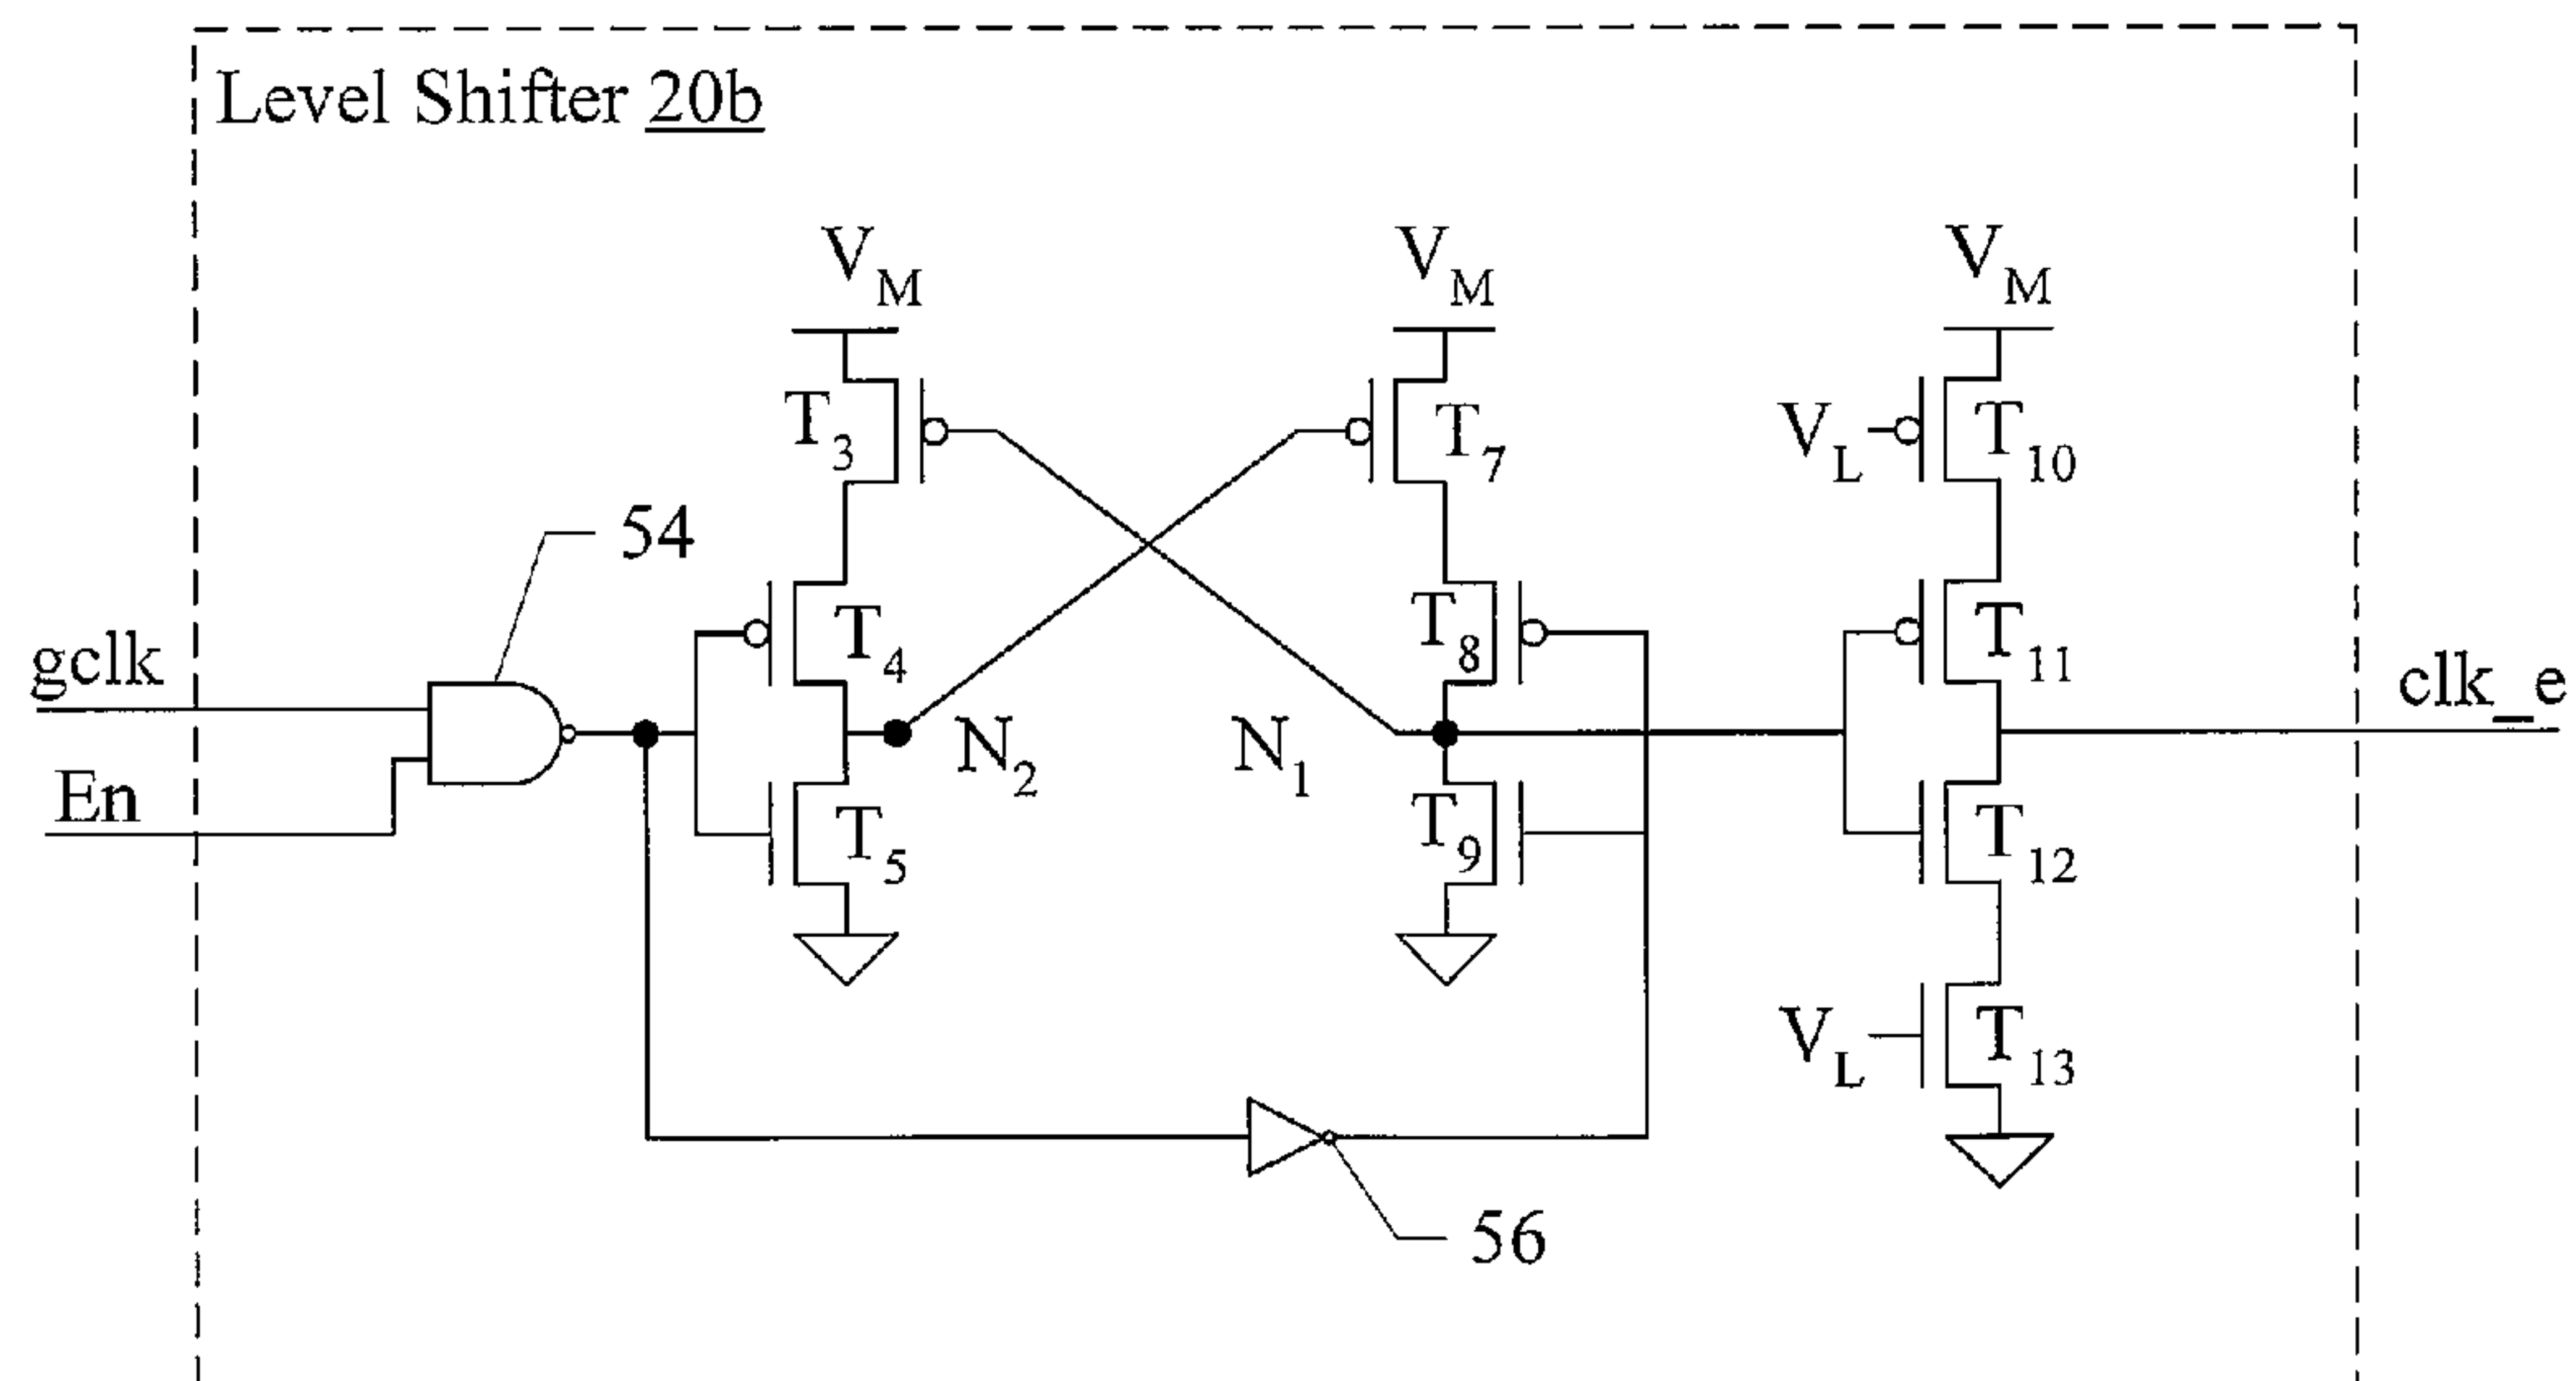 Level Shifter 20b
V_M V_M V_M
T_3 T_7 V_L T_10
54
gclk T_4 T_8 T_11 clk_e
En N_2 N_1
T_5 T_9 T_12
V_L T_13
56